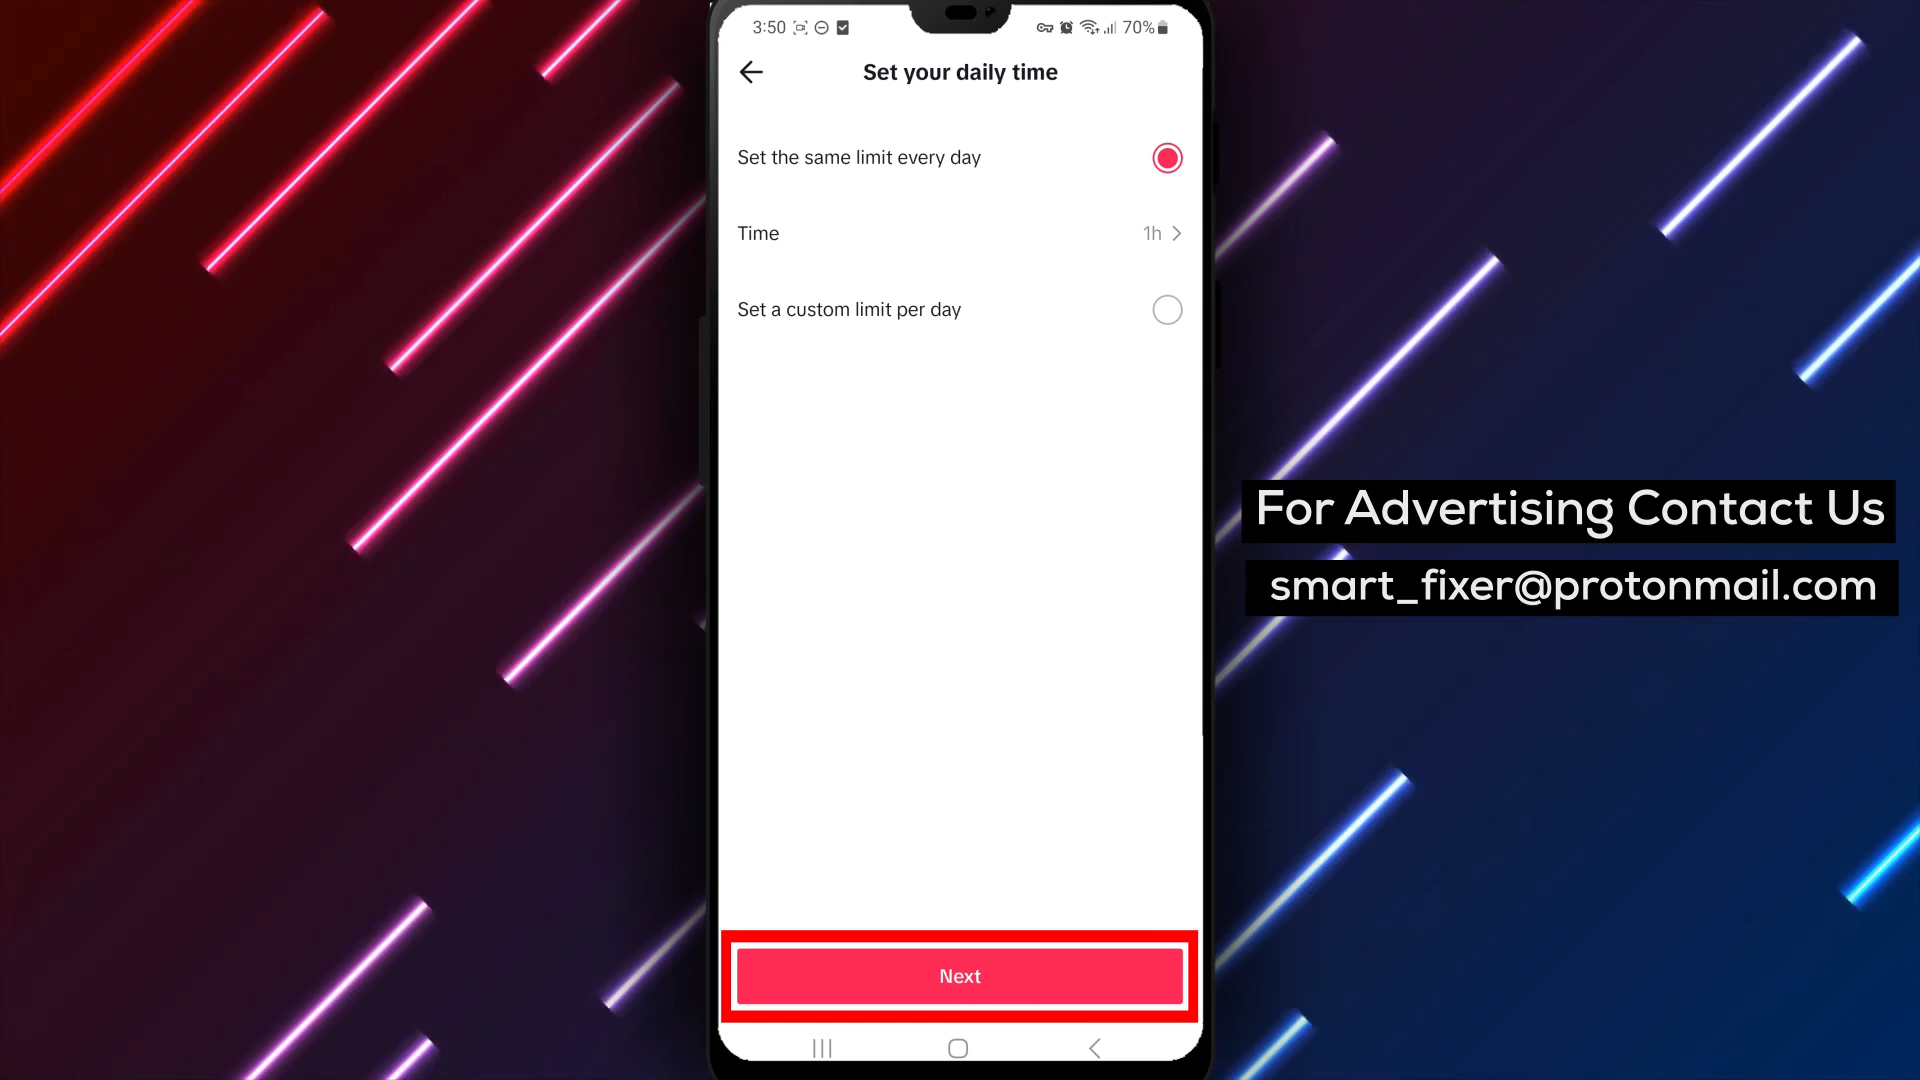 3:50
70%
Set your daily time
Set the same limit every day
Time
1h
Set a custom limit per day
For Advertising Contact Us
smart_fixer@protonmail.com
Next